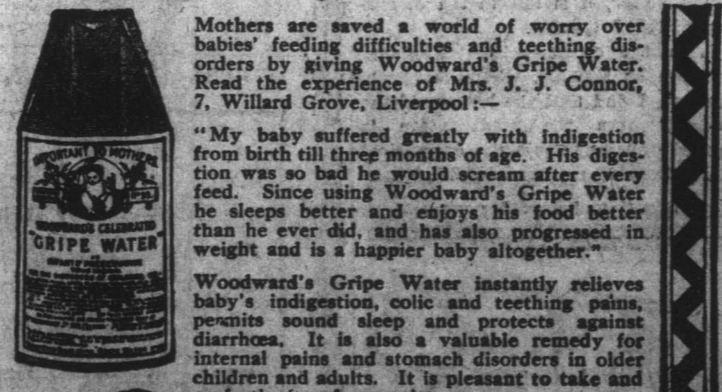 Mothers are saved a world of worry over
babies' feeding difficulties and teething dis-
orders by giving Woodward's Gripe Water.
Read the experience of Mrs. J. J. Connor,
7, Willard Grove, Liverpool :—
"My baby suffered greatly with indigestion
from birth till three months of age. His diges-
tion was so bad he would scream after every
feed. Since using Woodward's Gripe Water
he sleeps better and enjoys his food better
than he ever did, and has also progressed in
weight and is a happier baby altogether."
Woodward's Gripe Water instantly relieves
baby's indigestion, colic and teething pains,
permits sound sleep and protects against
diarrhœa. It is also a valuable remedy for
internal pains and stomach disorders in older
children and adults. It is pleasant to take and
IMPORTANT TO MOTHERS
WOODWARD'S CELEBRATED
"GRIPE WATER"